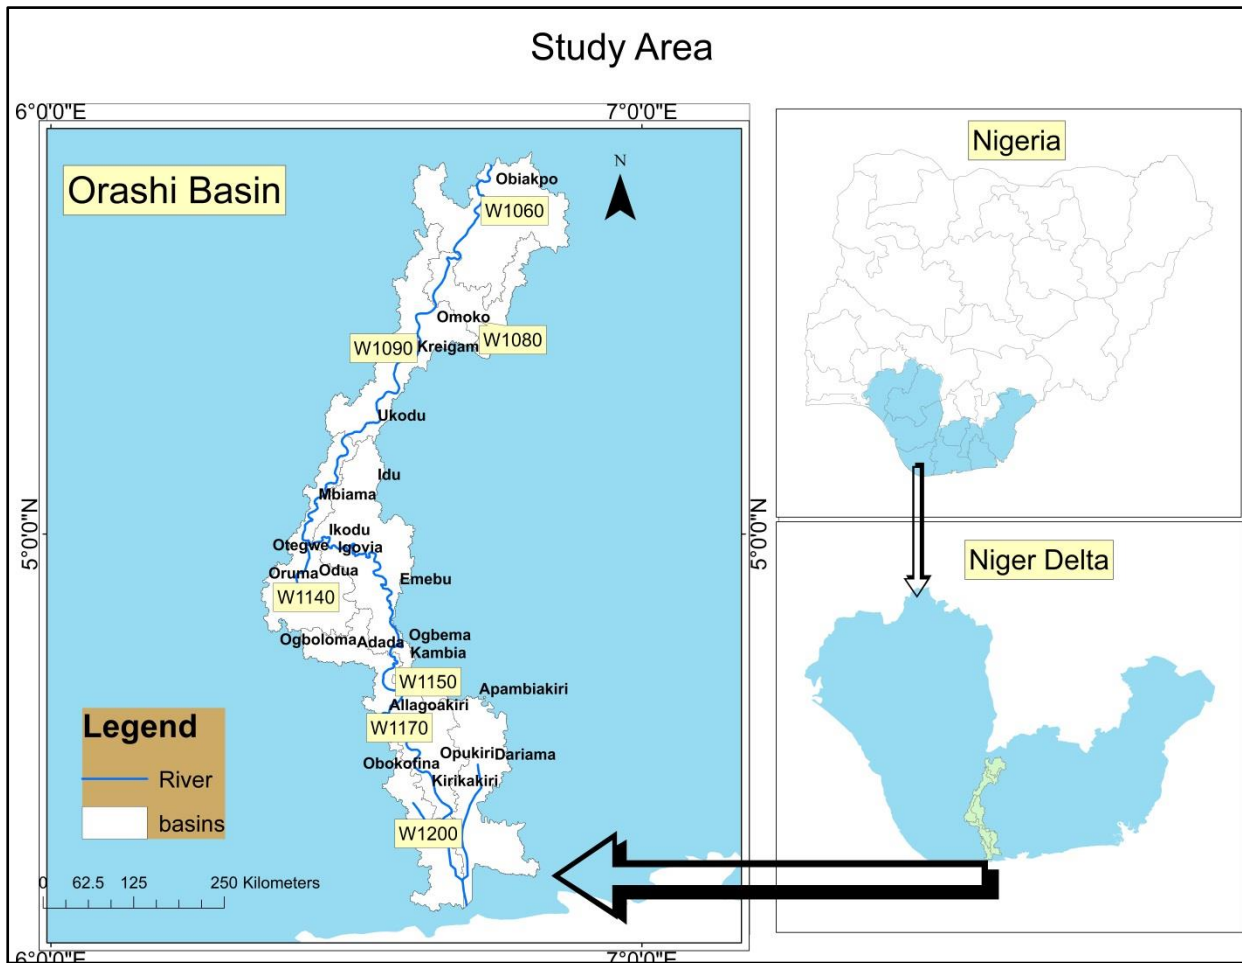 Study Area
6°0'0"E
7°0'0"E
Orashi Basin
N
Obiakpo
W1060
Omoko
W1080
W1090
Kreigam
Ukodu
Idu
Mbiama
5°0'0"N
5°0'0"N
Ikodu
Otegwe
Igovia
Oruma
Odua
Emebu
W1140
Ogboloma
Adada
Ogbema
Kambia
W1150
Apambiakiri
Allagoakiri
W1170
Opukiri
Dariama
Obokofina
Kirikakiri
W1200
Legend
River
basins
0 62.5 125 250 Kilometers
6°0'0"E
7°0'0"E
Nigeria
Niger Delta